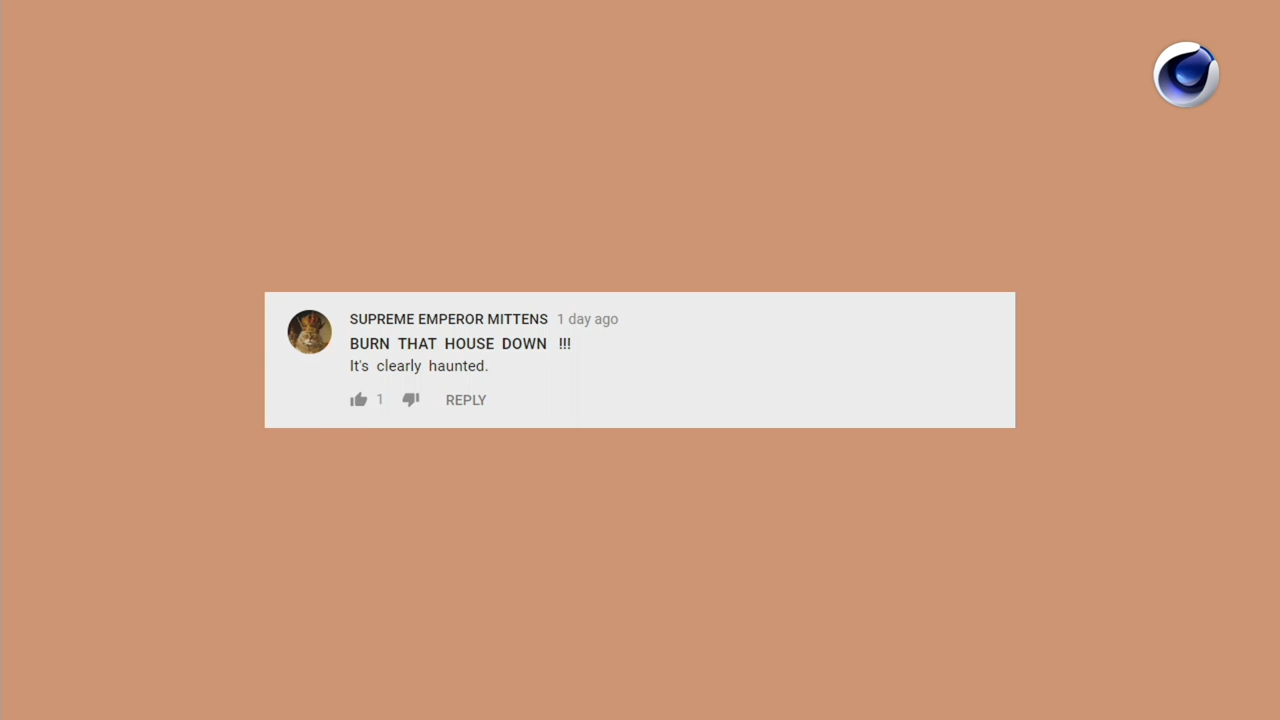 SUPREME EMPEROR MITTENS 1 day ago
BURN THAT HOUSE DOWN !!!
It's clearly haunted.
1 REPLY